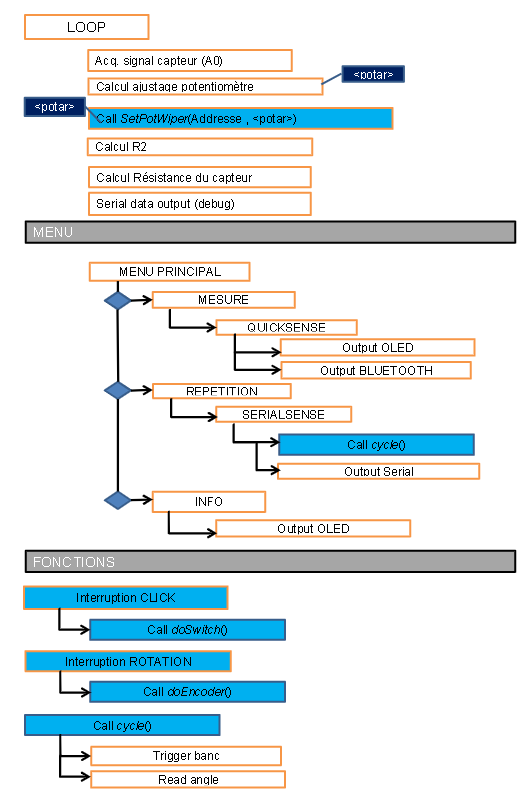 LOOP
Acq. signal capteur (A0)
<potar>
Calcul ajustage potentiomètre
<potar>
Call SetPotWiper(Addresse , <potar>)
Calcul R2
Calcul Résistance du capteur
Serial data output (debug)
MENU
MENU PRINCIPAL
MESURE
QUICKSENSE
Output OLED
Output BLUETOOTH
REPETITION
SERIALSENSE
Call cycle()
Output Serial
INFO
Output OLED
FONCTIONS
Interruption CLICK
Call doSwitch()
Interruption ROTATION
Call doEncoder()
Call cycle()
Trigger banc
Read angle